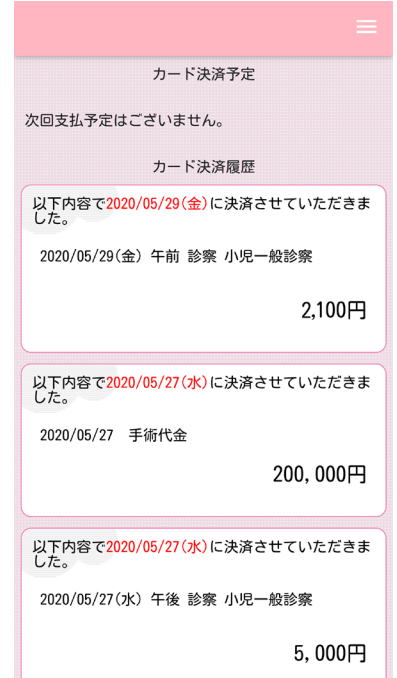 カード決済予定
次回支払予定はございません。
カード決済履歴
以下内容で2020/05/29(金)に決済させていただきま
した。
2020/05/29(金) 午前 診察 小児一般診察
2,100円
以下内容で2020/05/27(水)に決済させていただきま
した。
2020/05/27　手術代金
200,000円
以下内容で2020/05/27(水)に決済させていただきま
した。
2020/05/27(水) 午後 診察 小児一般診察
5,000円